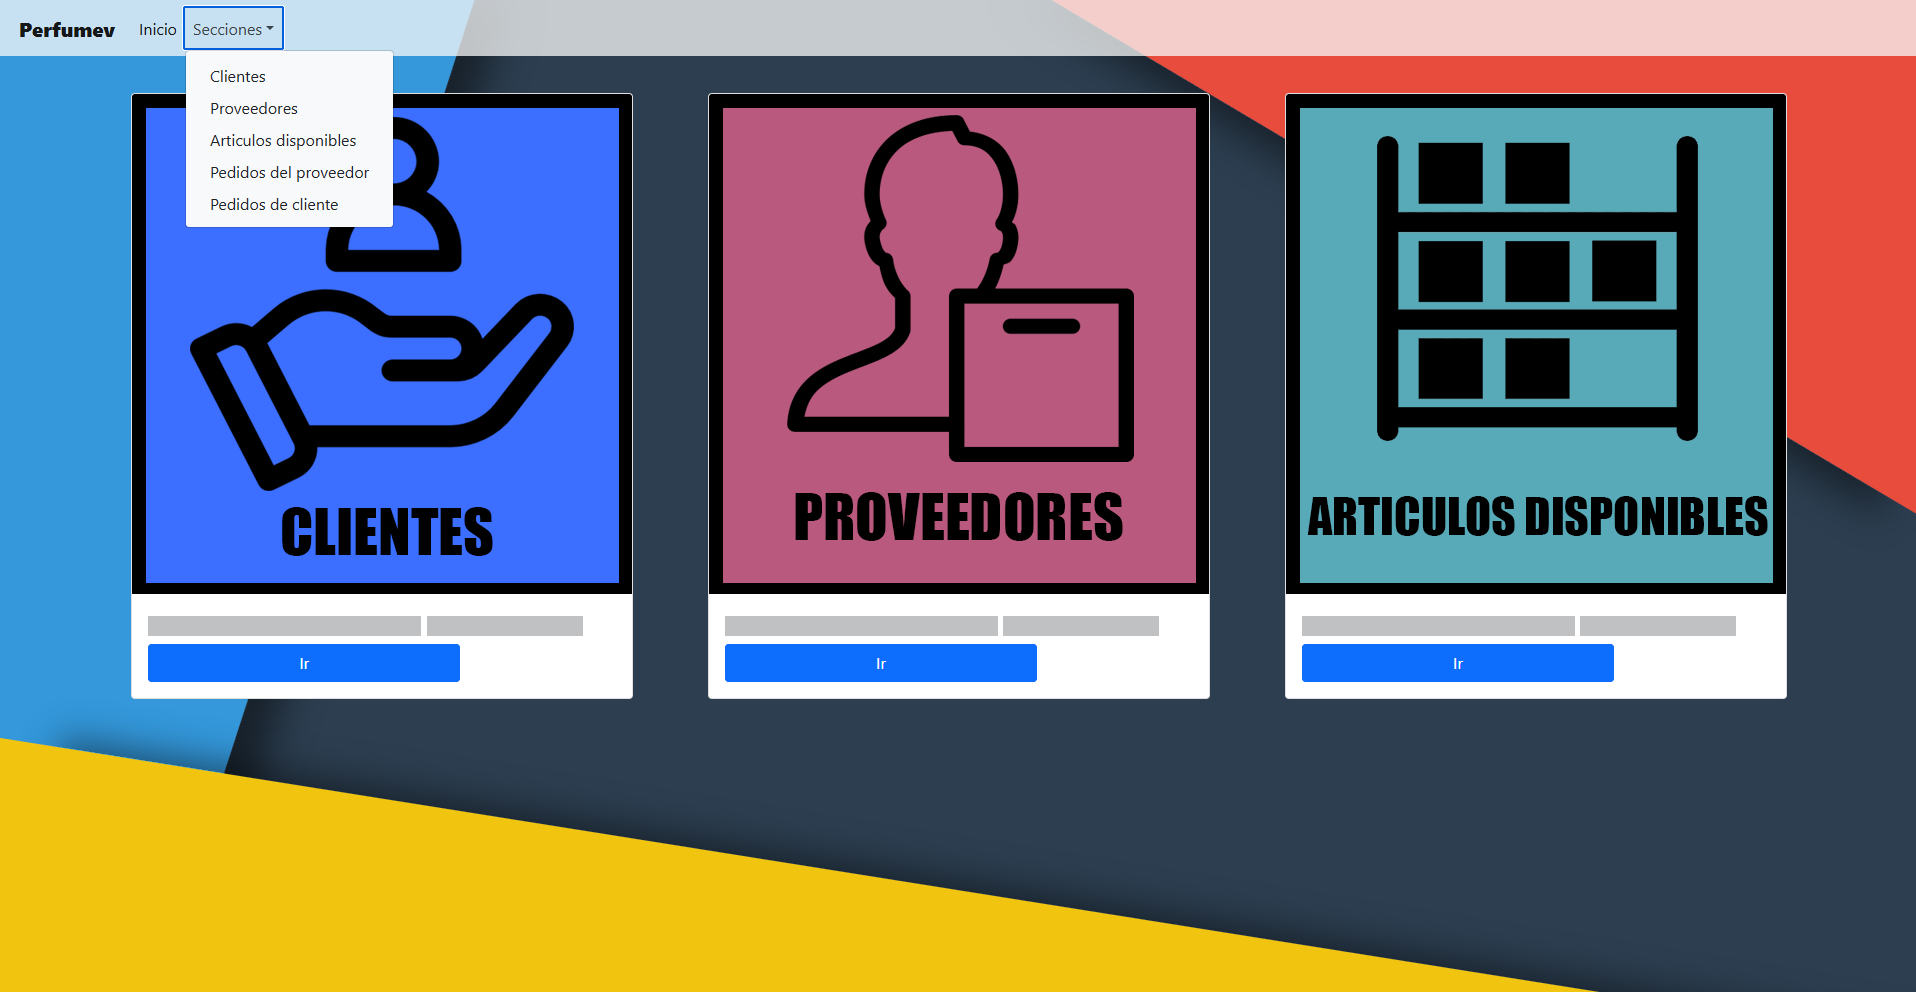 Perfumev Inicio Secciones
Clientes
Proveedores
Articulos disponibles
Pedidos del proveedor
Pedidos de cliente
CLIENTES
PROVEEDORES
ARTICULOS DISPONIBLES
Ir
Ir
Ir